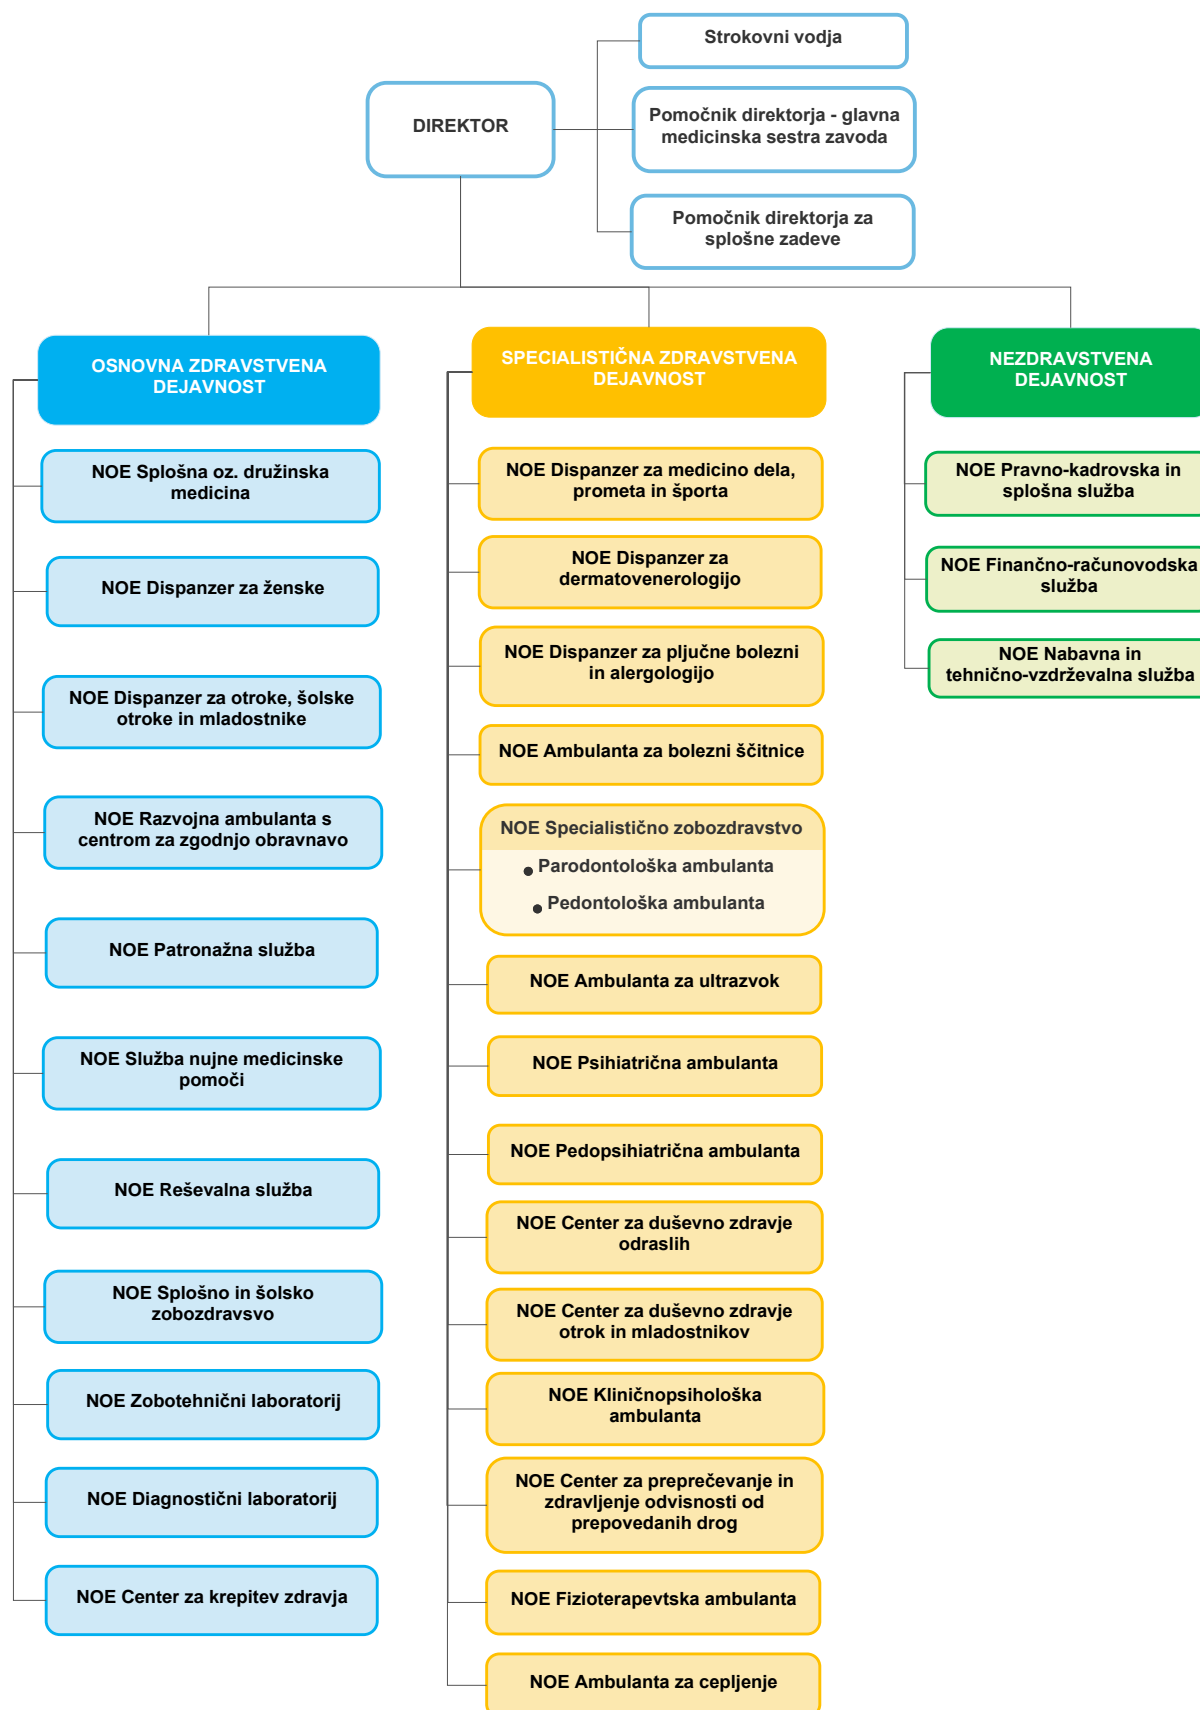 Strokovni vodja
DIREKTOR
Pomočnik direktorja - glavna
medicinska sestra zavoda
Pomočnik direktorja za
splošne zadeve
OSNOVNA ZDRAVSTVENA
DEJAVNOST
NOE Splošna oz. družinska
medicina
NOE Dispanzer za ženske
NOE Dispanzer za otroke, šolske
otroke in mladostnike
NOE Razvojna ambulanta s
centrom za zgodnjo obravnavo
NOE Patronažna služba
NOE Služba nujne medicinske
pomoči
NOE Reševalna služba
NOE Splošno in šolsko
zobozdravsvo
NOE Zobotehnični laboratorij
NOE Diagnostični laboratorij
NOE Center za krepitev zdravja
SPECIALISTIČNA ZDRAVSTVENA
DEJAVNOST
NOE Dispanzer za medicino dela,
prometa in športa
NOE Dispanzer za
dermatovenerologijo
NOE Dispanzer za pljučne bolezni
in alergologijo
NOE Ambulanta za bolezni ščitnice
NOE Specialistično zobozdravstvo
• Parodontološka ambulanta
• Pedontološka ambulanta
NOE Ambulanta za ultrazvok
NOE Psihiatrična ambulanta
NOE Pedopsihiatrična ambulanta
NOE Center za duševno zdravje
odraslih
NOE Center za duševno zdravje
otrok in mladostnikov
NOE Kliničnopsihološka
ambulanta
NOE Center za preprečevanje in
zdravljenje odvisnosti od
prepovedanih drog
NOE Fizioterapevtska ambulanta
NOE Ambulanta za cepljenje
NEZDRAVSTVENA
DEJAVNOST
NOE Pravno-kadrovska in
splošna služba
NOE Finančno-računovodska
služba
NOE Nabavna in
tehnično-vzdrževalna služba